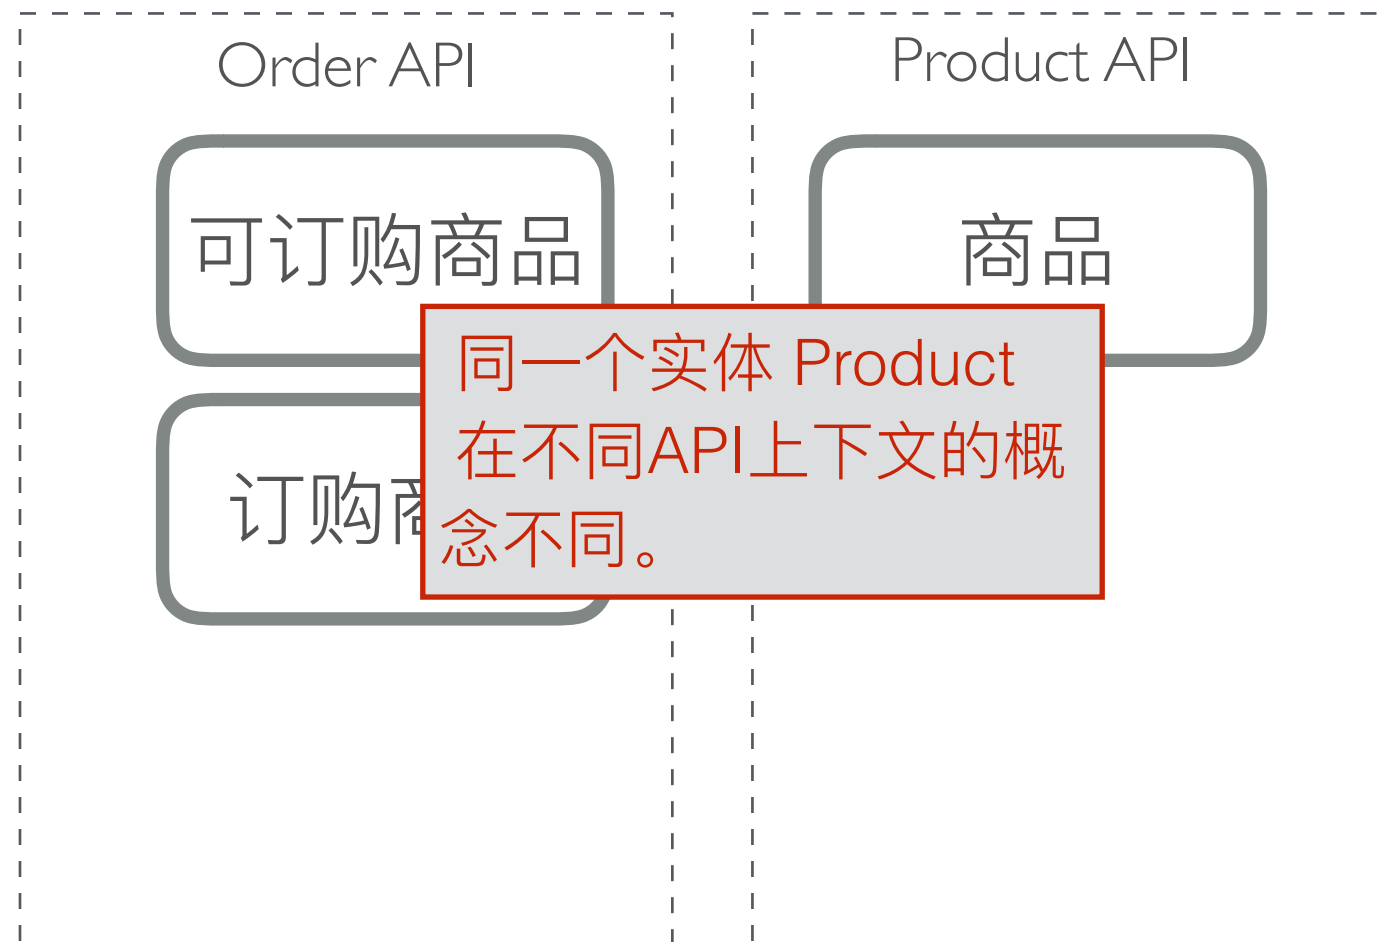 Order API
Product API
可订购商品
商品
同一个实体 Product
在不同API上下文的概
念不同。
订购